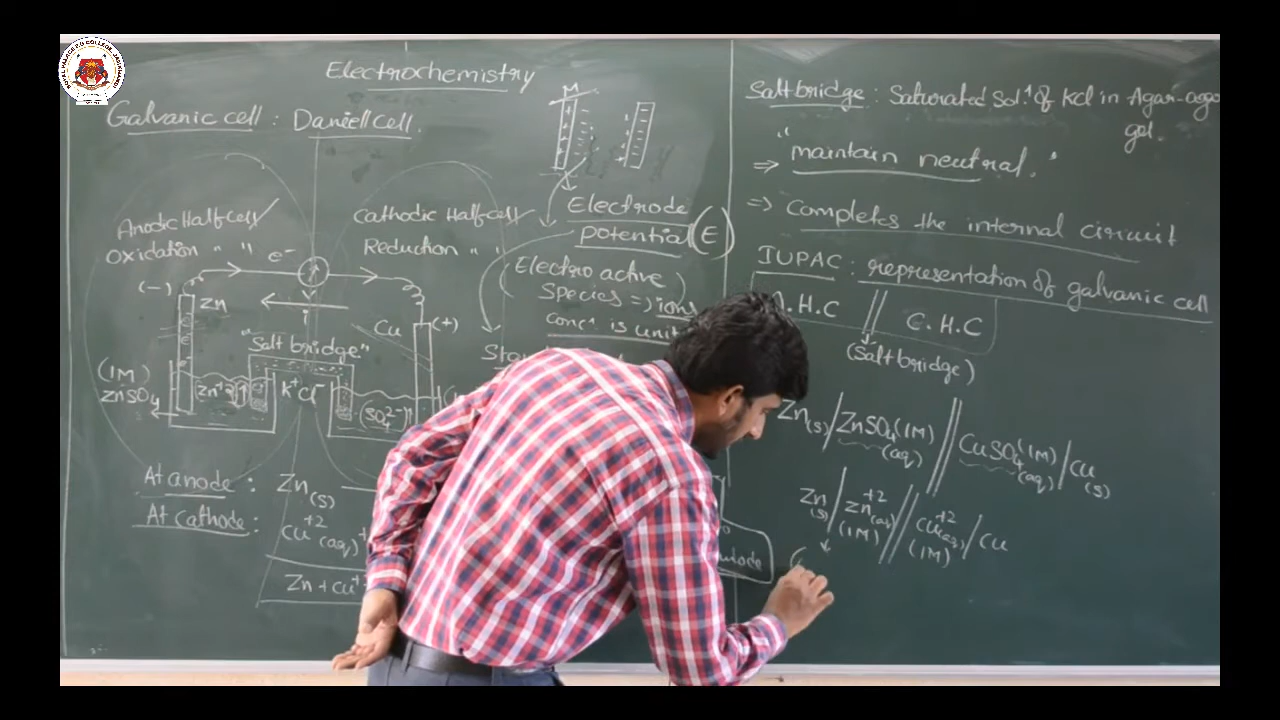 Electrochemistry
Galvanic cell : Daniell cell.
Anodic Half cell
Oxidation " "
e-
Cathodic Half cell
Reduction " "
(-)
Zn
i
Cu
(+)
"Salt bridge"
(1M)
ZnSO4
Zn+2
K+Cl-
SO4 2-
At anode : Zn(s)
At cathode : Cu+2(aq)+
Zn + Cu+
M
Electrode
potential (E)
(Electro active
Species => ions)
conc. is unit
Salt bridge : Saturated Sol. of KCl in Agar-agar
gel.
=> "maintain neutral."
=> Completes the internal circuit
IUPAC : representation of galvanic cell
.H.C // C.H.C
(Salt bridge)
Zn(s)/ZnSO4(1M)(aq)//CuSO4(1M)(aq)/Cu(s)
Zn(s)/Zn+2(aq)(1M)//Cu+2(aq)(1M)/Cu